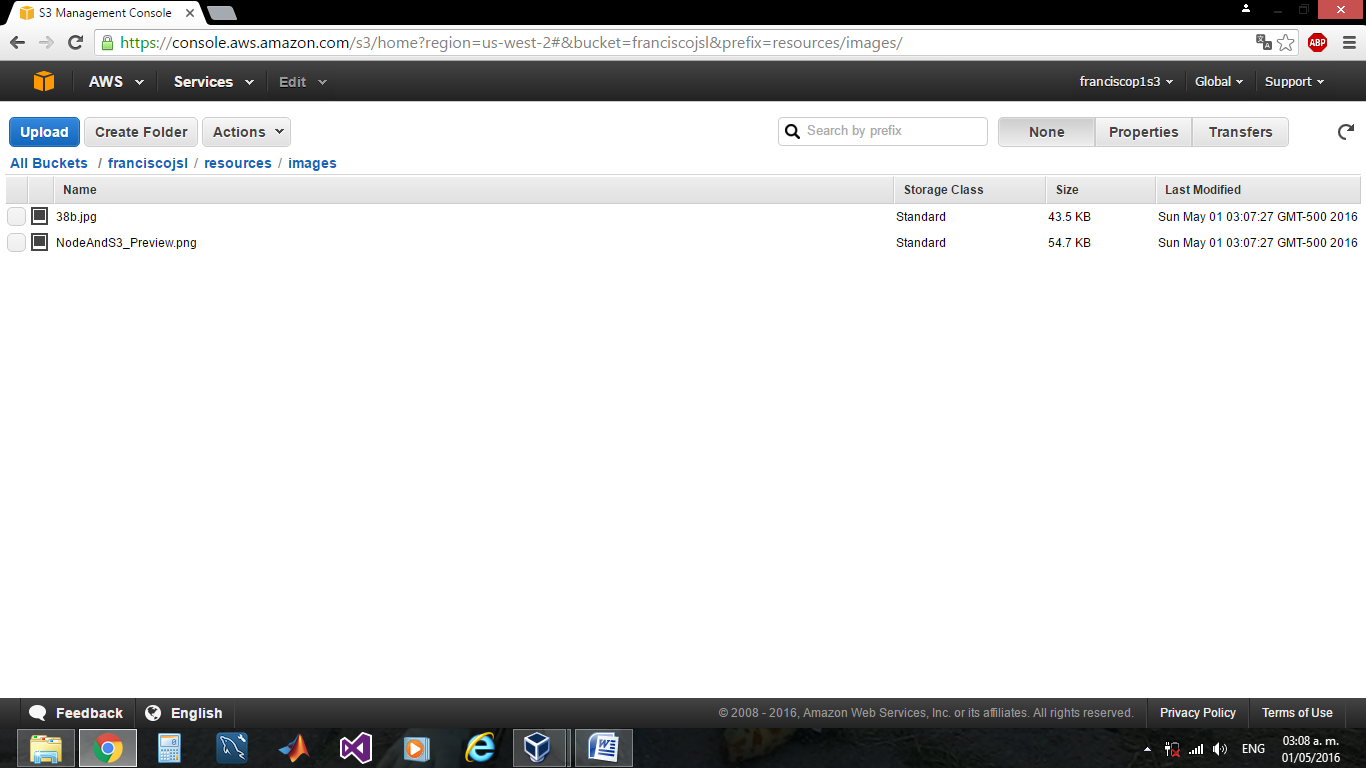 S3 Management Console
https://console.aws.amazon.com/s3/home?region=us-west-2#&bucket=franciscojsl&prefix=resources/images/ ABP
AWS Services Edit franciscop1s3 Global Support
Upload Create Folder Actions Search by prefix None Properties Transfers
All Buckets / franciscojsl / resources / images
Name Storage Class Size Last Modified
38b.jpg Standard 43.5 KB Sun May 01 03:07:27 GMT-500 2016
NodeAndS3_Preview.png Standard 54.7 KB Sun May 01 03:07:27 GMT-500 2016
Feedback English © 2008 - 2016, Amazon Web Services, Inc. or its affiliates. All rights reserved. Privacy Policy Terms of Use
ENG 03:08 a. m.
01/05/2016